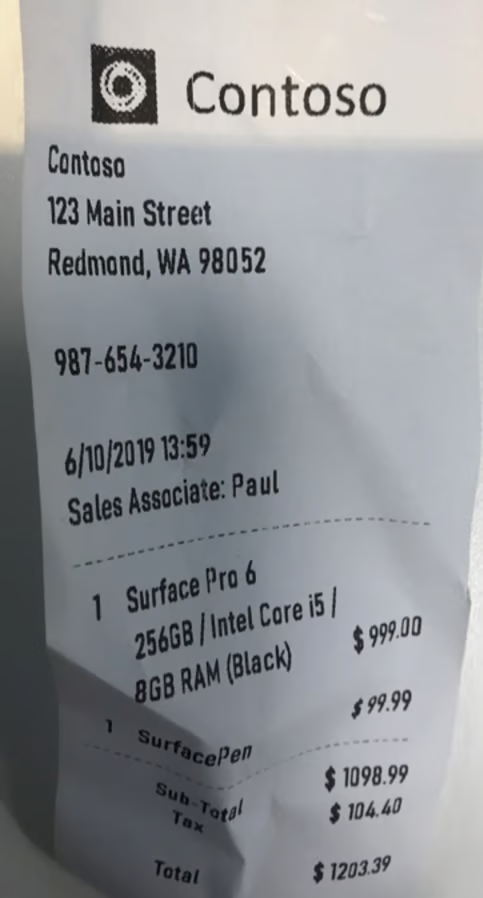 Contoso
Contoso
123 Main Street
Redmond, WA 98052
987-654-3210
6/10/2019 13:59
Sales Associate: Paul
1 Surface Pro 6
256GB / Intel Core i5 /
8GB RAM (Black) $ 999.00
1 SurfacePen $ 99.99
Sub-Total $ 1098.99
Tax $ 104.40
Total $ 1203.39